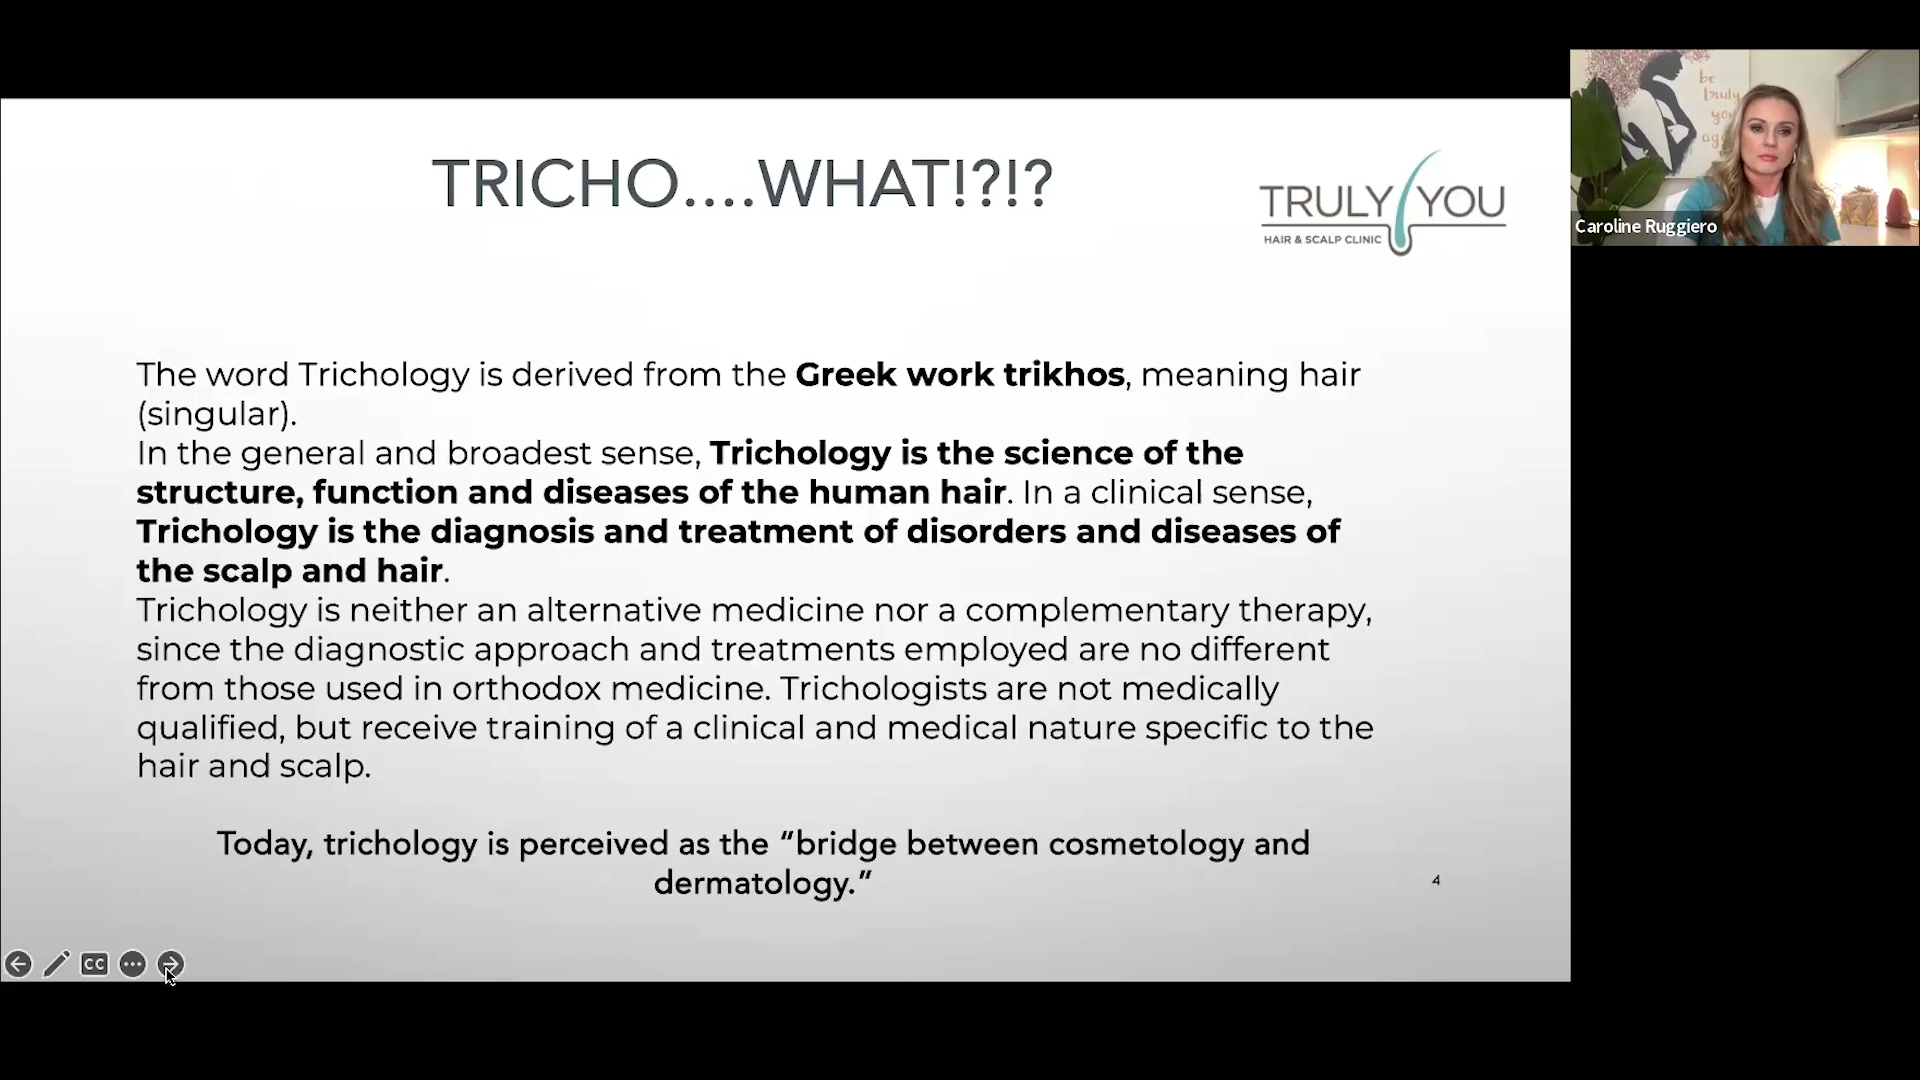 TRICHO....WHAT!?!?
TRULY YOU
HAIR & SCALP CLINIC
be
truly
you
Caroline Ruggiero
The word Trichology is derived from the Greek work trikhos, meaning hair
(singular).
In the general and broadest sense, Trichology is the science of the
structure, function and diseases of the human hair. In a clinical sense,
Trichology is the diagnosis and treatment of disorders and diseases of
the scalp and hair.
Trichology is neither an alternative medicine nor a complementary therapy,
since the diagnostic approach and treatments employed are no different
from those used in orthodox medicine. Trichologists are not medically
qualified, but receive training of a clinical and medical nature specific to the
hair and scalp.
Today, trichology is perceived as the “bridge between cosmetology and
dermatology.”
4
CC